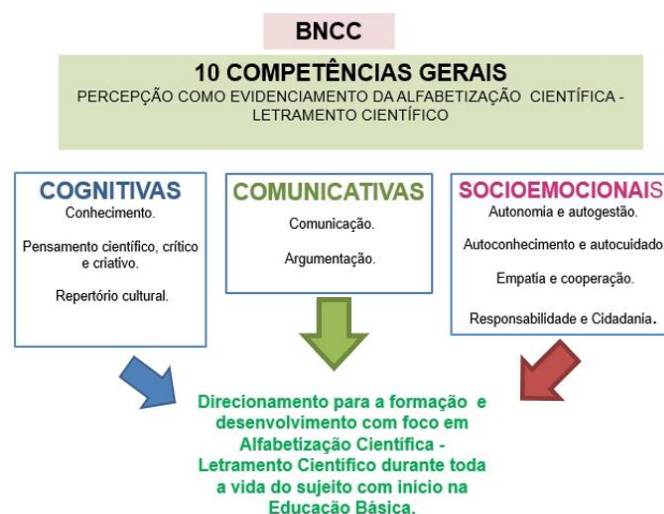 BNCC
10 COMPETÊNCIAS GERAIS
PERCEPÇÃO COMO EVIDENCIAMENTO DA ALFABETIZAÇÃO CIENTÍFICA -
LETRAMENTO CIENTÍFICO
COGNITIVAS
Conhecimento.
Pensamento científico, crítico
e criativo.
Repertório cultural.
COMUNICATIVAS
Comunicação.
Argumentação.
SOCIOEMOCIONAIS
Autonomia e autogestão.
Autoconhecimento e autocuidado.
Empatia e cooperação.
Responsabilidade e Cidadania.
Direcionamento para a formação e
desenvolvimento com foco em
Alfabetização Científica -
Letramento Científico durante toda
a vida do sujeito com início na
Educação Básica.